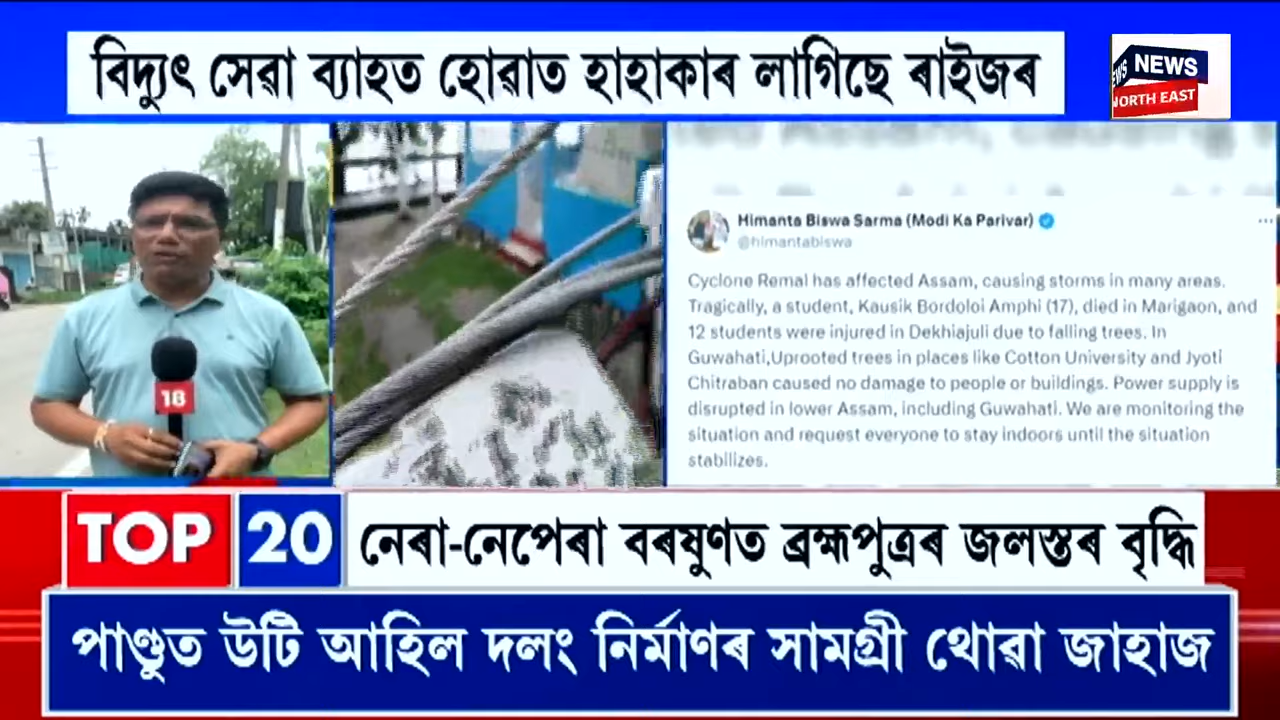 বিদ্যুৎ সেৱা ব্যাহত হোৱাত হাহাকাৰ লাগিছে ৰাইজৰ
NEWS
NORTH EAST
18
Himanta Biswa Sarma (Modi Ka Parivar)
@himantabiswa
Cyclone Remal has affected Assam, causing storms in many areas.
Tragically, a student, Kausik Bordoloi Amphi (17), died in Marigaon, and
12 students were injured in Dekhiajuli due to falling trees. In
Guwahati,Uprooted trees in places like Cotton University and Jyoti
Chitraban caused no damage to people or buildings. Power supply is
disrupted in lower Assam, including Guwahati. We are monitoring the
situation and request everyone to stay indoors until the situation
stabilizes.
TOP 20 নেৰা-নেপেৰা বৰষুণত ব্ৰহ্মপুত্ৰৰ জলস্তৰ বৃদ্ধি
পাণ্ডুত উটি আহিল দলং নিৰ্মাণৰ সামগ্ৰী থোৱা জাহাজ